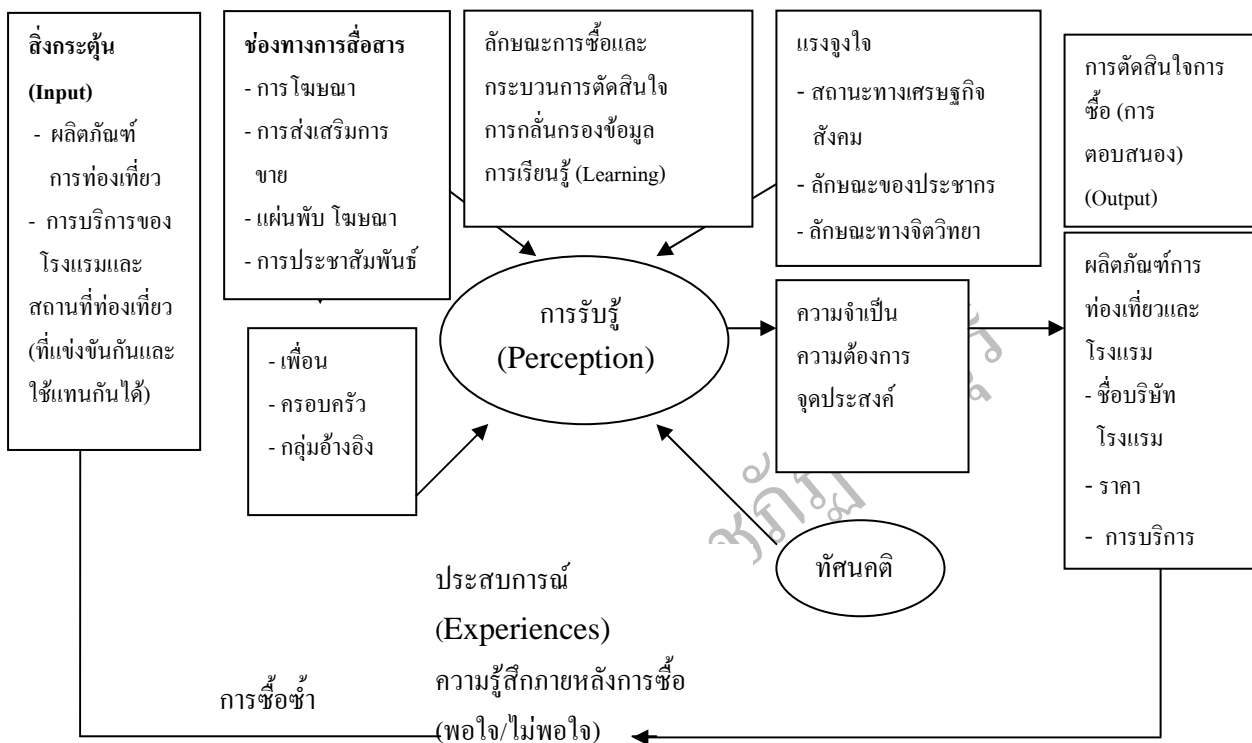 สิ่งกระตุ้น
(Input)
- ผลิตภัณฑ์
การท่องเที่ยว
- การบริการของ
โรงแรมและ
สถานที่ท่องเที่ยว
(ที่แข่งขันกันและ
ใช้แทนกันได้)
ช่องทางการสื่อสาร
- การโฆษณา
- การส่งเสริมการ
ขาย
- แผ่นพับ โฆษณา
- การประชาสัมพันธ์
- เพื่อน
- ครอบครัว
- กลุ่มอ้างอิง
ลักษณะการซื้อและ
กระบวนการตัดสินใจ
การกลั่นกรองข้อมูล
การเรียนรู้ (Learning)
การรับรู้
(Perception)
แรงจูงใจ
- สถานะทางเศรษฐกิจ
สังคม
- ลักษณะของประชากร
- ลักษณะทางจิตวิทยา
ความจำเป็น
ความต้องการ
จุดประสงค์
ทัศนคติ
การตัดสินใจการ
ซื้อ (การ
ตอบสนอง)
(Output)
ผลิตภัณฑ์การ
ท่องเที่ยวและ
โรงแรม
- ชื่อบริษัท
โรงแรม
- ราคา
- การบริการ
ประสบการณ์
(Experiences)
ความรู้สึกภายหลังการซื้อ
(พอใจ/ไม่พอใจ)
การซื้อซ้ำ